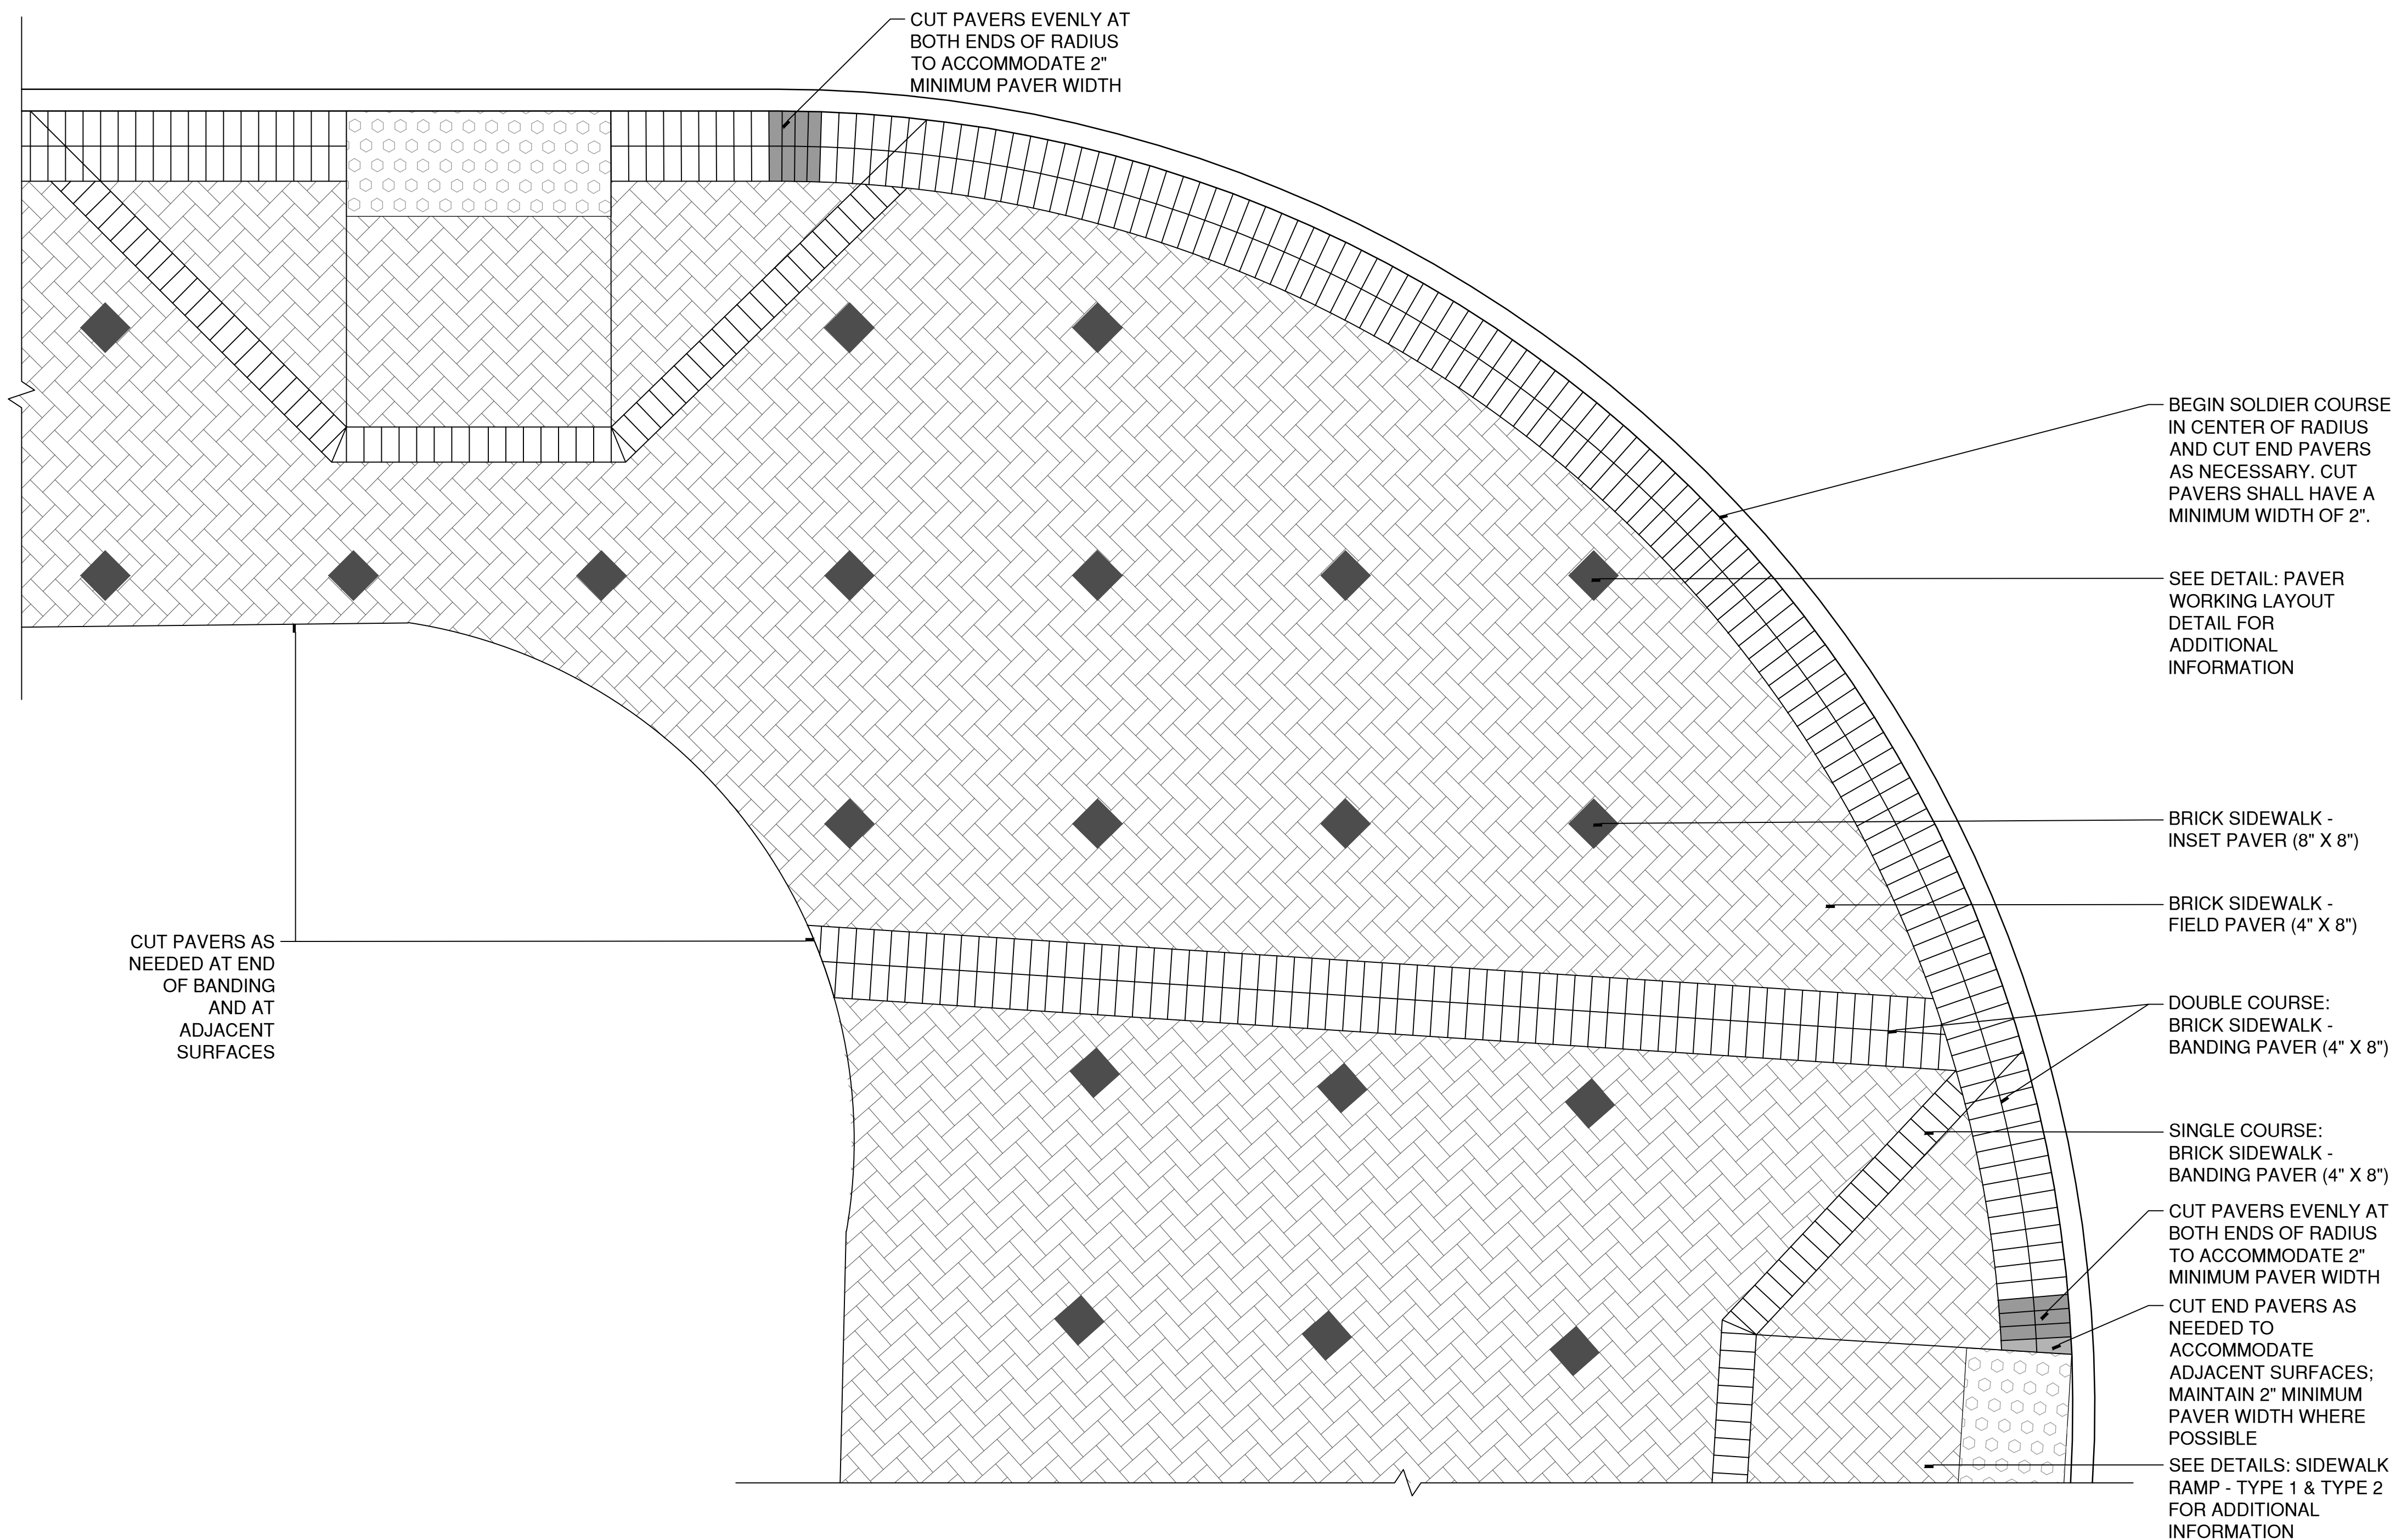 CUT PAVERS EVENLY AT
BOTH ENDS OF RADIUS
TO ACCOMMODATE 2"
MINIMUM PAVER WIDTH
BEGIN SOLDIER COURSE
IN CENTER OF RADIUS
AND CUT END PAVERS
AS NECESSARY. CUT
PAVERS SHALL HAVE A
MINIMUM WIDTH OF 2".
SEE DETAIL: PAVER
WORKING LAYOUT
DETAIL FOR
ADDITIONAL
INFORMATION
BRICK SIDEWALK -
INSET PAVER (8" X 8")
BRICK SIDEWALK -
FIELD PAVER (4" X 8")
CUT PAVERS AS
NEEDED AT END
OF BANDING
AND AT
ADJACENT
SURFACES
DOUBLE COURSE:
BRICK SIDEWALK -
BANDING PAVER (4" X 8")
SINGLE COURSE:
BRICK SIDEWALK -
BANDING PAVER (4" X 8")
CUT PAVERS EVENLY AT
BOTH ENDS OF RADIUS
TO ACCOMMODATE 2"
MINIMUM PAVER WIDTH
CUT END PAVERS AS
NEEDED TO
ACCOMMODATE
ADJACENT SURFACES;
MAINTAIN 2" MINIMUM
PAVER WIDTH WHERE
POSSIBLE
SEE DETAILS: SIDEWALK
RAMP - TYPE 1 & TYPE 2
FOR ADDITIONAL
INFORMATION